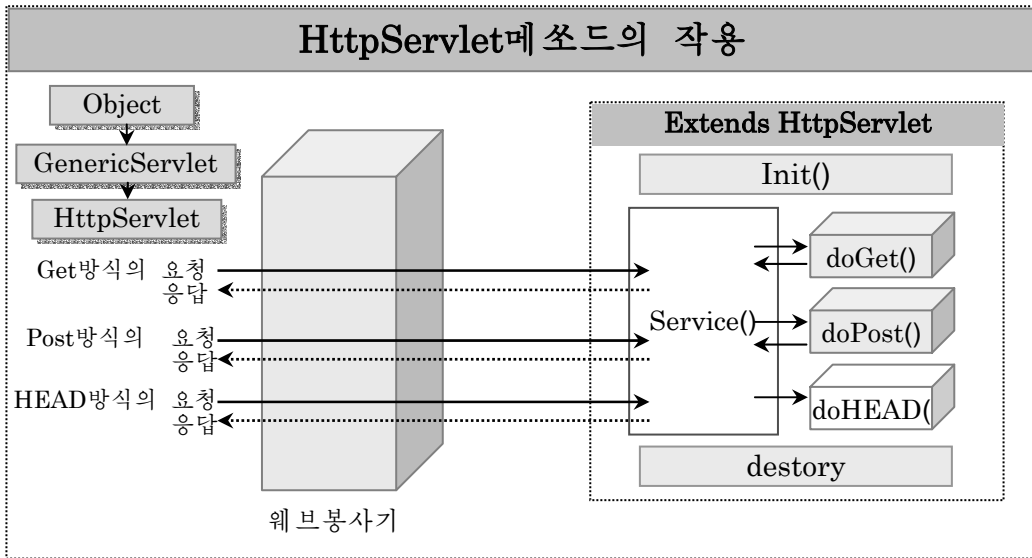 HttpServlet메쏘드의 작용
Object
GenericServlet
HttpServlet
Get방식의 요청
응답
Post방식의 요청
응답
HEAD방식의 요청
응답
웨브봉사기
Extends HttpServlet
Init()
Service()
doGet()
doPost()
doHEAD(
destory